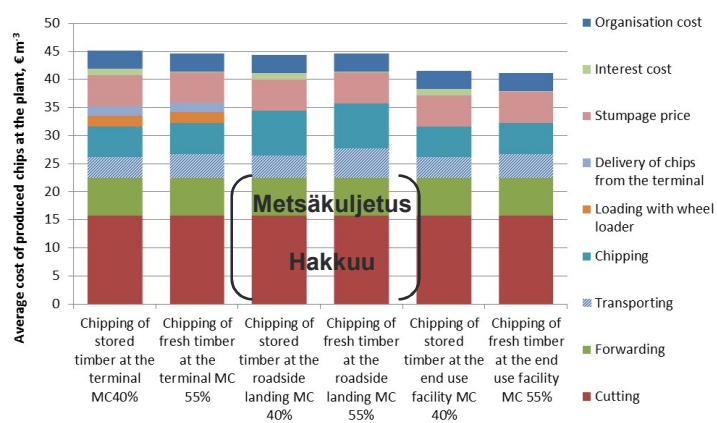 Average cost of produced chips at the plant, € m-3
50
45
40
35
30
25
20
15
10
5
0
Metsäkuljetus
Hakkuu
Chipping of
stored
timber at the
terminal
MC40%
Chipping of
fresh timber
at the
terminal MC
55%
Chipping of
stored
timber at the
roadside
landing MC
40%
Chipping of
fresh timber
at the
roadside
landing MC
55%
Chipping of
stored
timber at the
end use
facility MC
40%
Chipping of
fresh timber
at the end
use facility
MC 55%
Organisation cost
Interest cost
Stumpage price
Delivery of chips
from the terminal
Loading with wheel
loader
Chipping
Transporting
Forwarding
Cutting